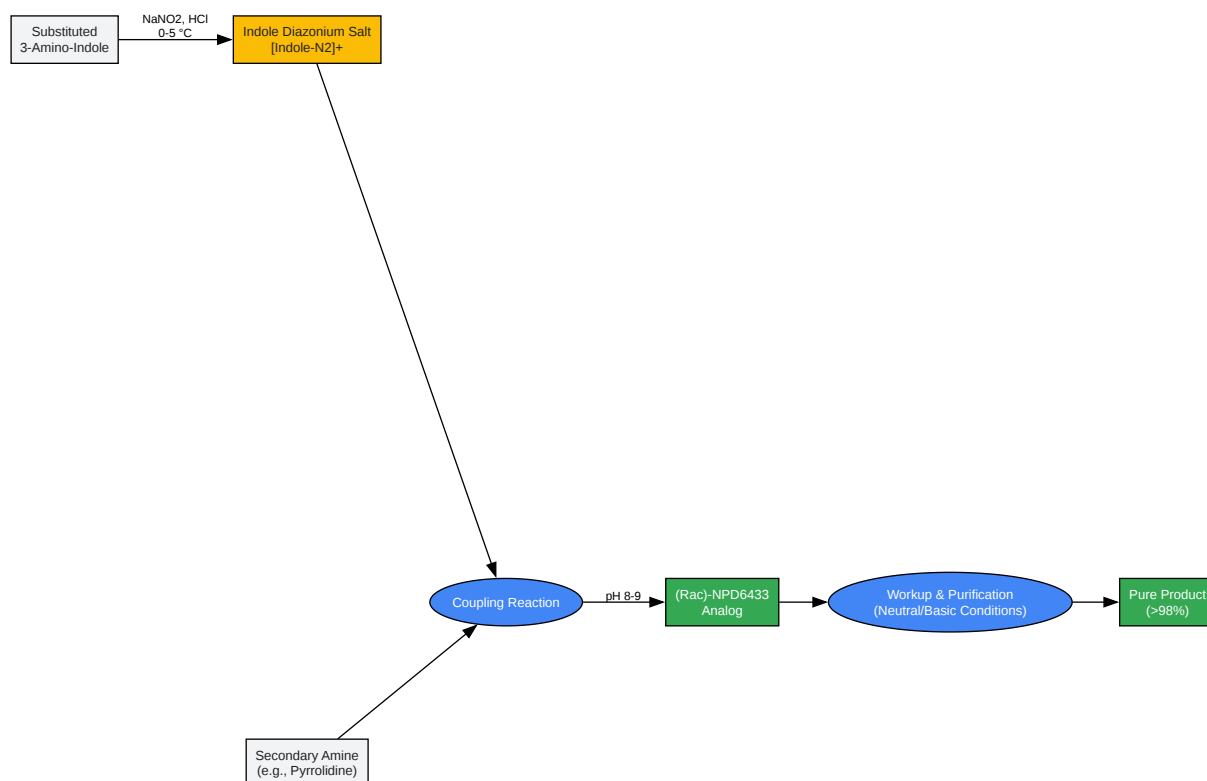 Substituted
3-Amino-Indole
NaNO2, HCl
0-5 °C
Indole Diazonium Salt
[Indole-N2]+
Coupling Reaction
pH 8-9
(Rac)-NPD6433
Analog
Workup & Purification
(Neutral/Basic Conditions)
Pure Product
(>98%)
Secondary Amine
(e.g., Pyrrolidine)